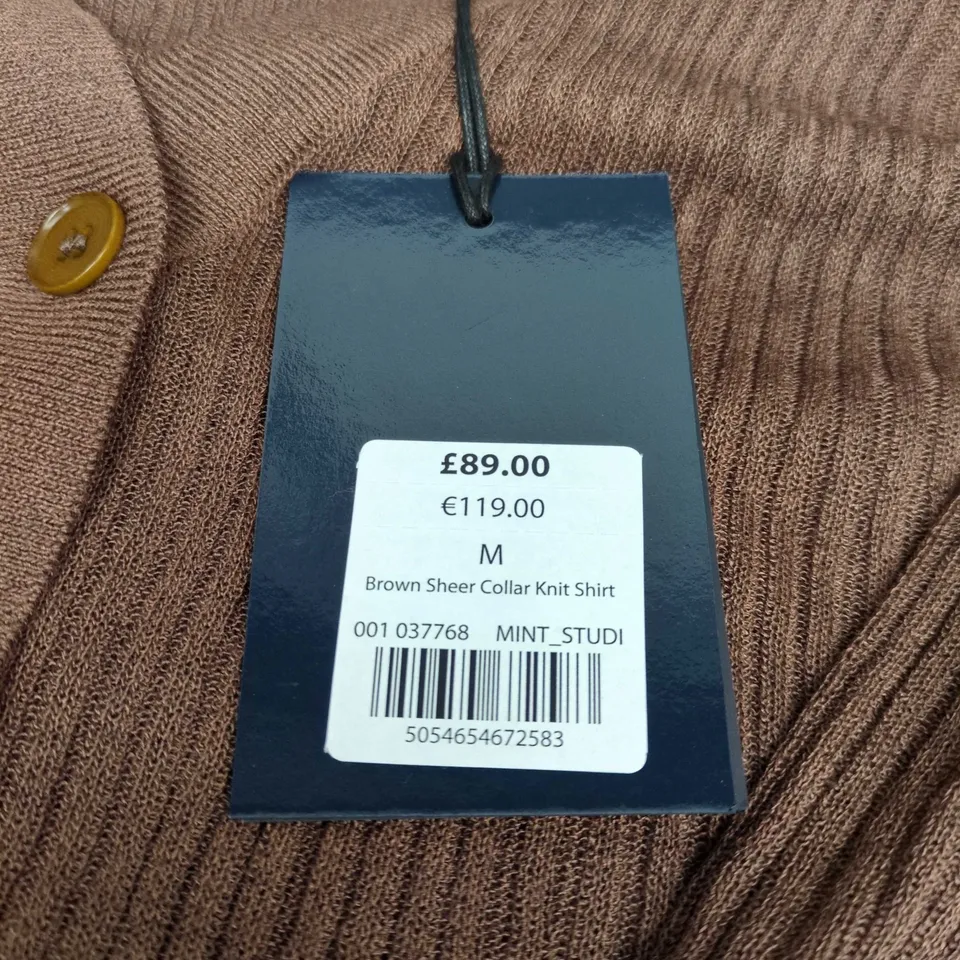 £89.00
€119.00
M
Brown Sheer Collar Knit Shirt
001 037768 MINT_STUDI
5054654672583